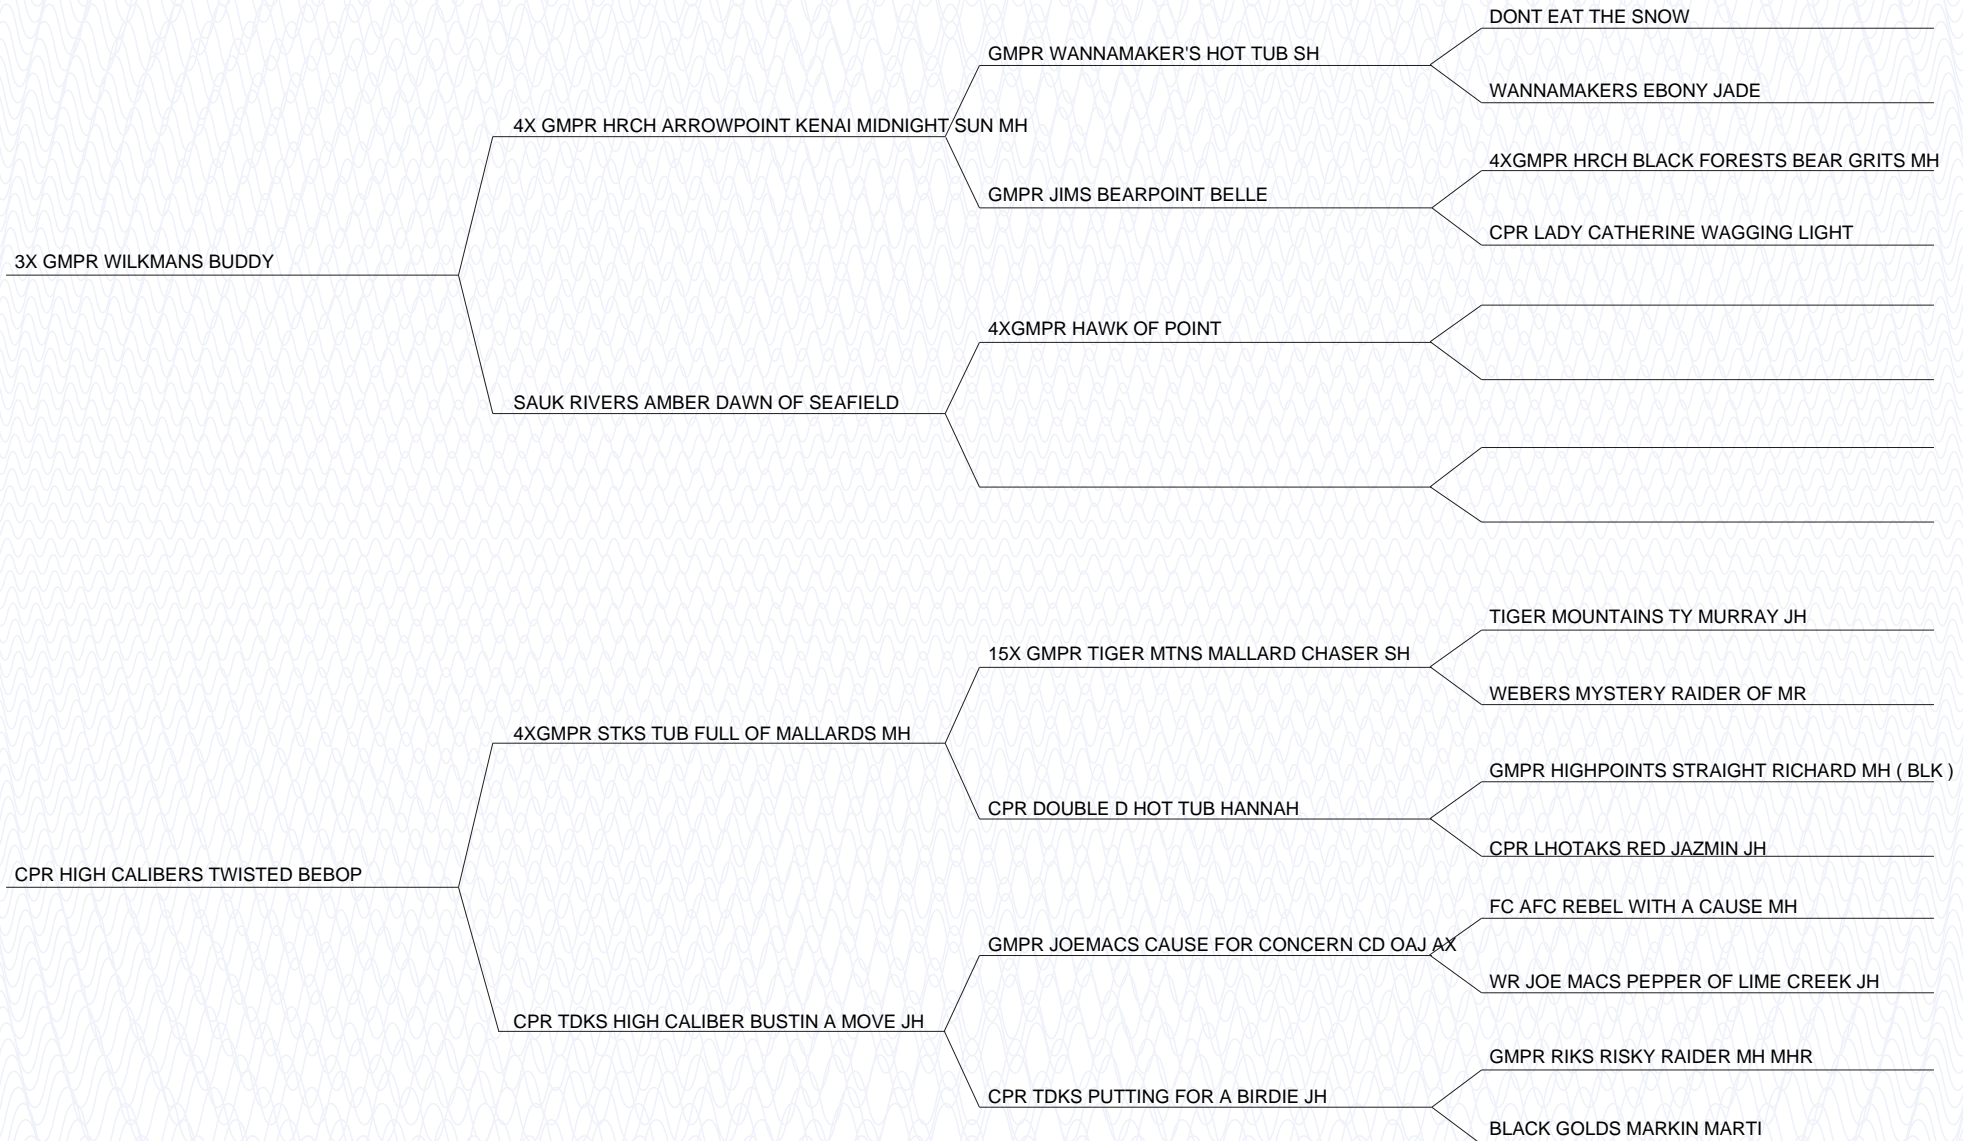 DONT EAT THE SNOW
GMPR WANNAMAKER'S HOT TUB SH
WANNAMAKERS EBONY JADE
4X GMPR HRCH ARROWPOINT KENAI MIDNIGHT SUN MH
4XGMPR HRCH BLACK FORESTS BEAR GRITS MH
GMPR JIMS BEARPOINT BELLE
CPR LADY CATHERINE WAGGING LIGHT
3X GMPR WILKMANS BUDDY
4XGMPR HAWK OF POINT
SAUK RIVERS AMBER DAWN OF SEAFIELD
TIGER MOUNTAINS TY MURRAY JH
15X GMPR TIGER MTNS MALLARD CHASER SH
WEBERS MYSTERY RAIDER OF MR
4XGMPR STKS TUB FULL OF MALLARDS MH
GMPR HIGHPOINTS STRAIGHT RICHARD MH ( BLK )
CPR DOUBLE D HOT TUB HANNAH
CPR LHOTAKS RED JAZMIN JH
CPR HIGH CALIBERS TWISTED BEBOP
FC AFC REBEL WITH A CAUSE MH
GMPR JOEMACS CAUSE FOR CONCERN CD OAJ AX
WR JOE MACS PEPPER OF LIME CREEK JH
CPR TDKS HIGH CALIBER BUSTIN A MOVE JH
GMPR RIKS RISKY RAIDER MH MHR
CPR TDKS PUTTING FOR A BIRDIE JH
BLACK GOLDS MARKIN MARTI